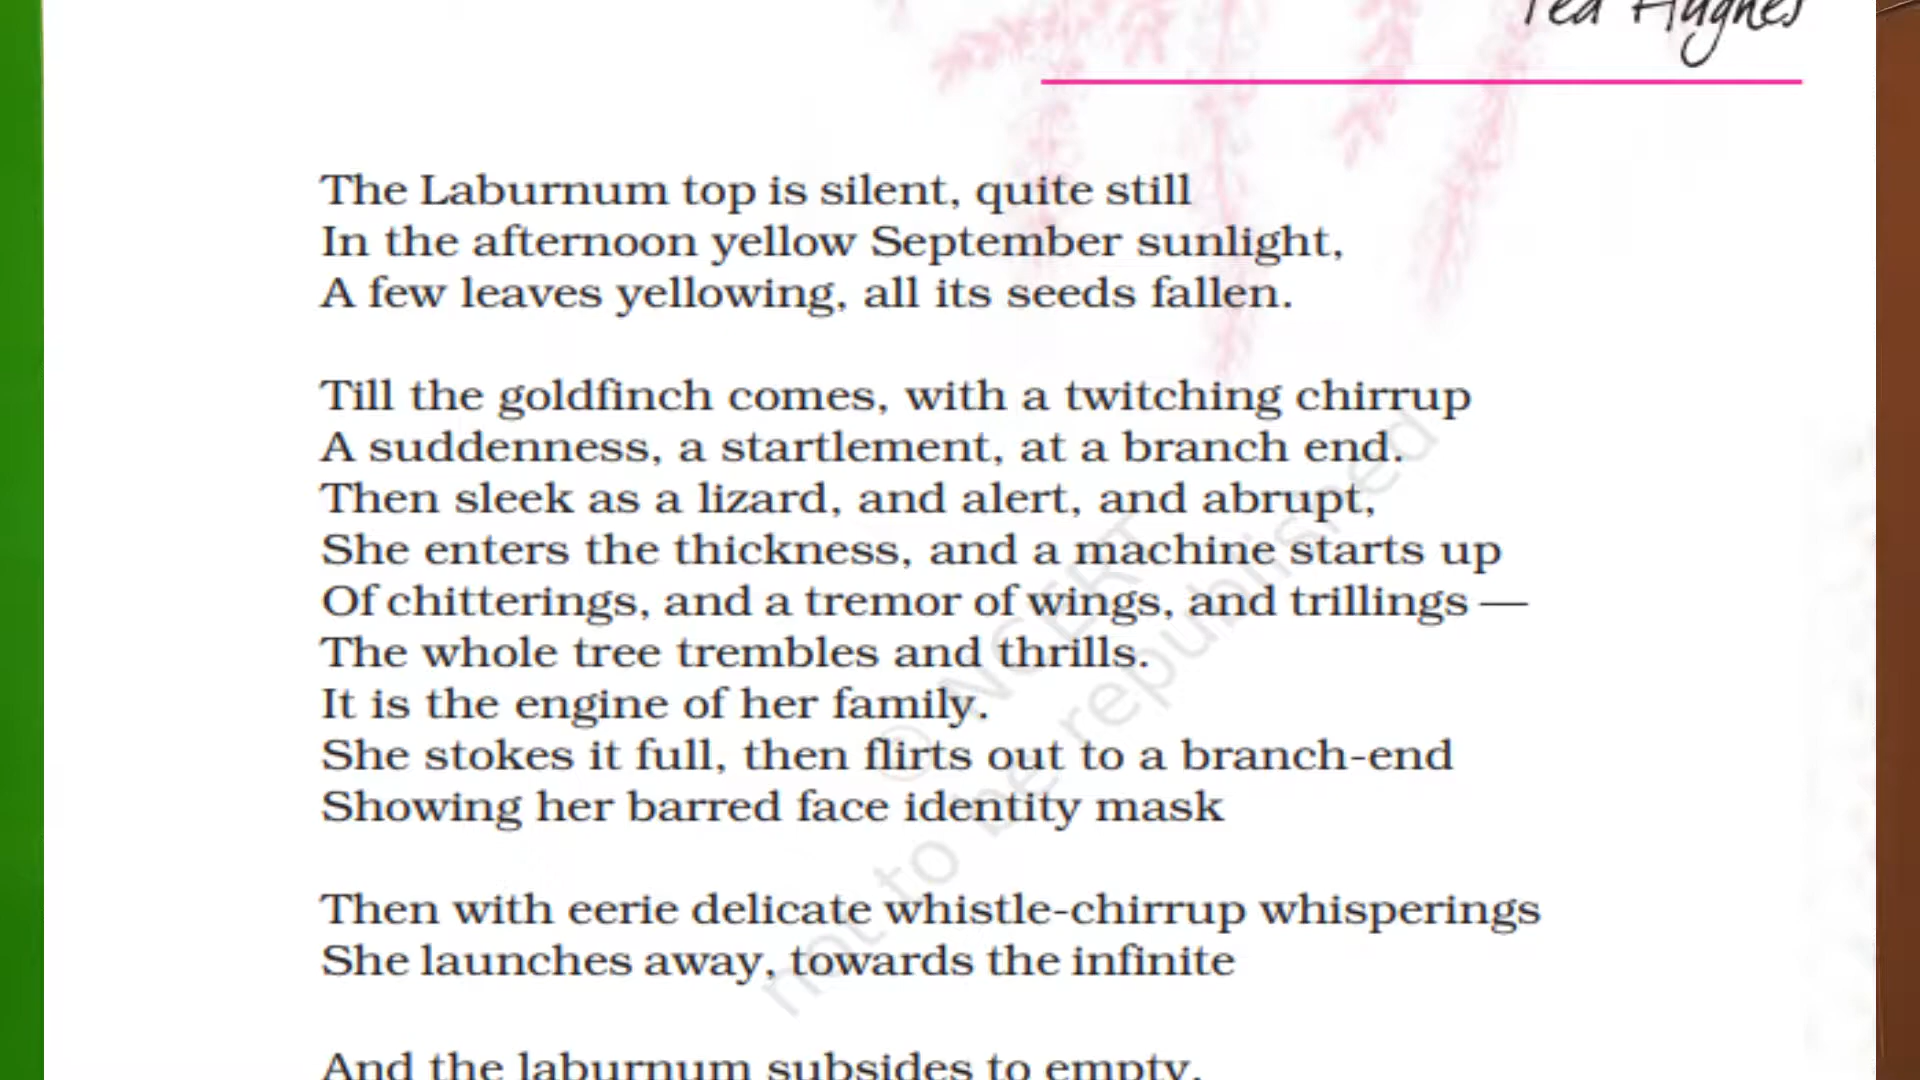 Ted Hughes
The Laburnum top is silent, quite still
In the afternoon yellow September sunlight,
A few leaves yellowing, all its seeds fallen.
Till the goldfinch comes, with a twitching chirrup
A suddenness, a startlement, at a branch end.
Then sleek as a lizard, and alert, and abrupt,
She enters the thickness, and a machine starts up
Of chitterings, and a tremor of wings, and trillings —
The whole tree trembles and thrills.
It is the engine of her family.
She stokes it full, then flirts out to a branch-end
Showing her barred face identity mask
Then with eerie delicate whistle-chirrup whisperings
She launches away, towards the infinite
And the laburnum subsides to empty.
© NCERT
not to be republished